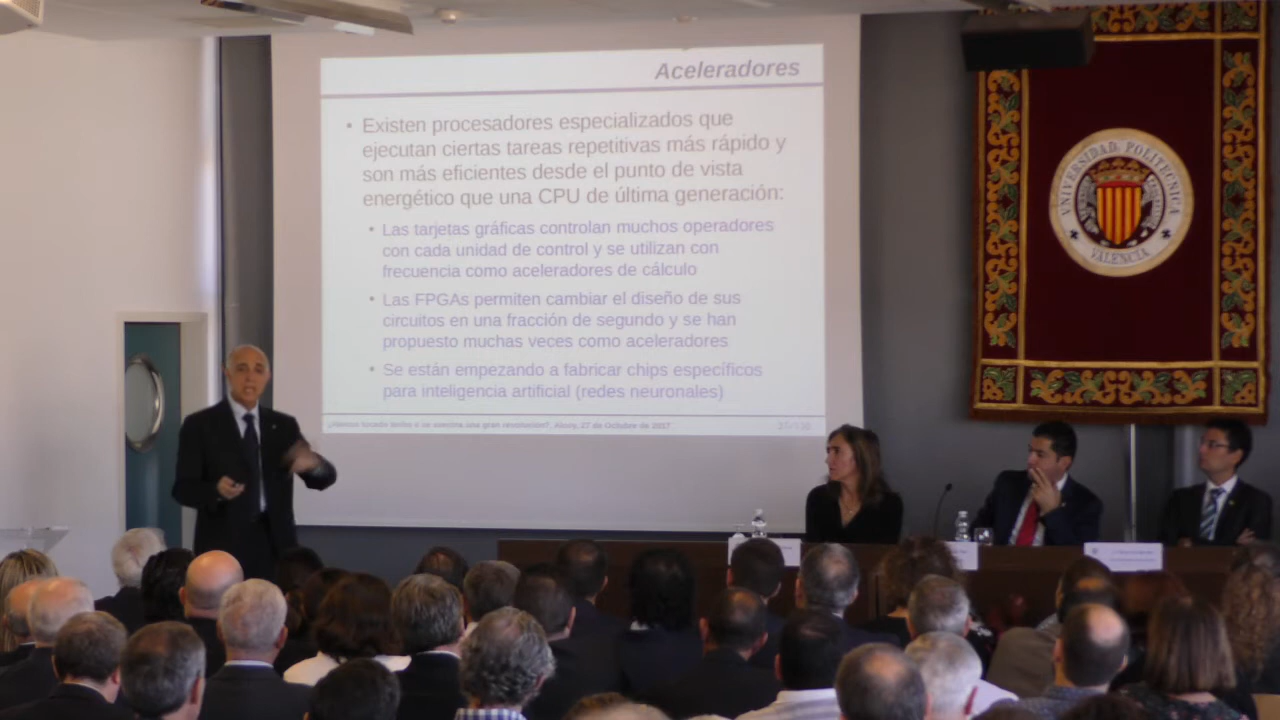 Aceleradores
• Existen procesadores especializados que
ejecutan ciertas tareas repetitivas más rápido y
son más eficientes desde el punto de vista
energético que una CPU de última generación:
• Las tarjetas gráficas controlan muchos operadores
con cada unidad de control y se utilizan con
frecuencia como aceleradores de cálculo
• Las FPGAs permiten cambiar el diseño de sus
circuitos en una fracción de segundo y se han
propuesto muchas veces como aceleradores
• Se están empezando a fabricar chips específicos
para inteligencia artificial (redes neuronales)
27 de Octubre de 2017
UNIVERSIDAD POLITECNICA
VALENCIA